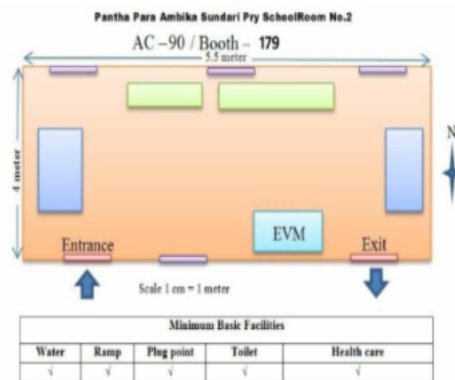 Pantha Para Ambika Sundari Pry SchoolRoom No.2
AC –90 / Booth – 179
5.5 meter
4 meter
N
EVM
Entrance
Exit
Scale 1 cm = 1 meter
Minimum Basic Facilities
Water Ramp Plug point Toilet Health care
√ √ √ √ √